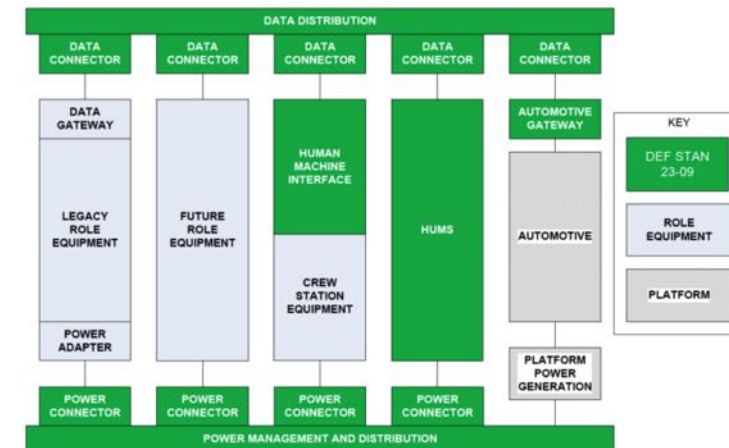 DATA DISTRIBUTION
DATA
CONNECTOR
DATA
CONNECTOR
DATA
CONNECTOR
DATA
CONNECTOR
DATA
CONNECTOR
DATA
GATEWAY
LEGACY
ROLE
EQUIPMENT
POWER
ADAPTER
FUTURE
ROLE
EQUIPMENT
HUMAN
MACHINE
INTERFACE
CREW
STATION
EQUIPMENT
HUMS
AUTOMOTIVE
GATEWAY
AUTOMOTIVE
PLATFORM
POWER
GENERATION
POWER
CONNECTOR
POWER
CONNECTOR
POWER
CONNECTOR
POWER
CONNECTOR
POWER MANAGEMENT AND DISTRIBUTION
KEY
DEF STAN
23-09
ROLE
EQUIPMENT
PLATFORM